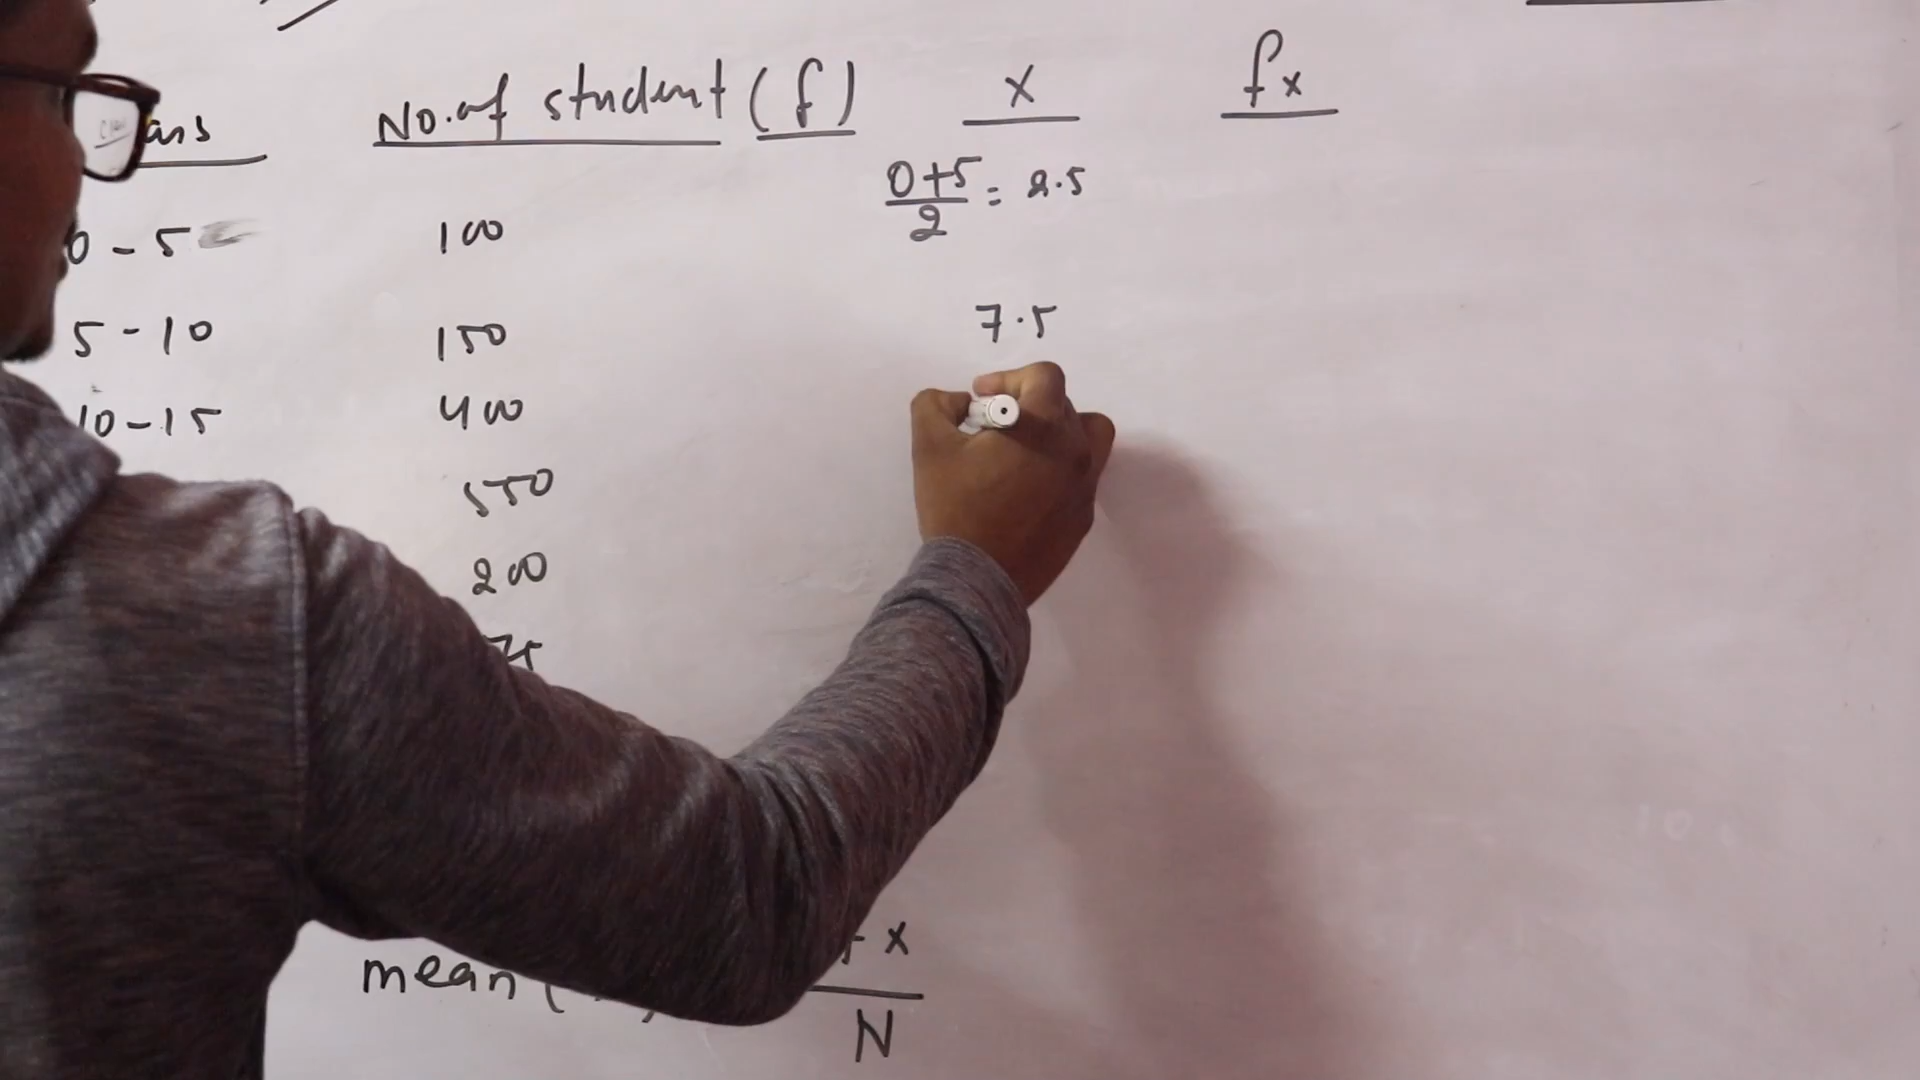 No. of student (f) x fx
0+5/2 = 2.5
0-5 100
5-10 150 7.5
10-15 400
550
200
75
mean ( x
N